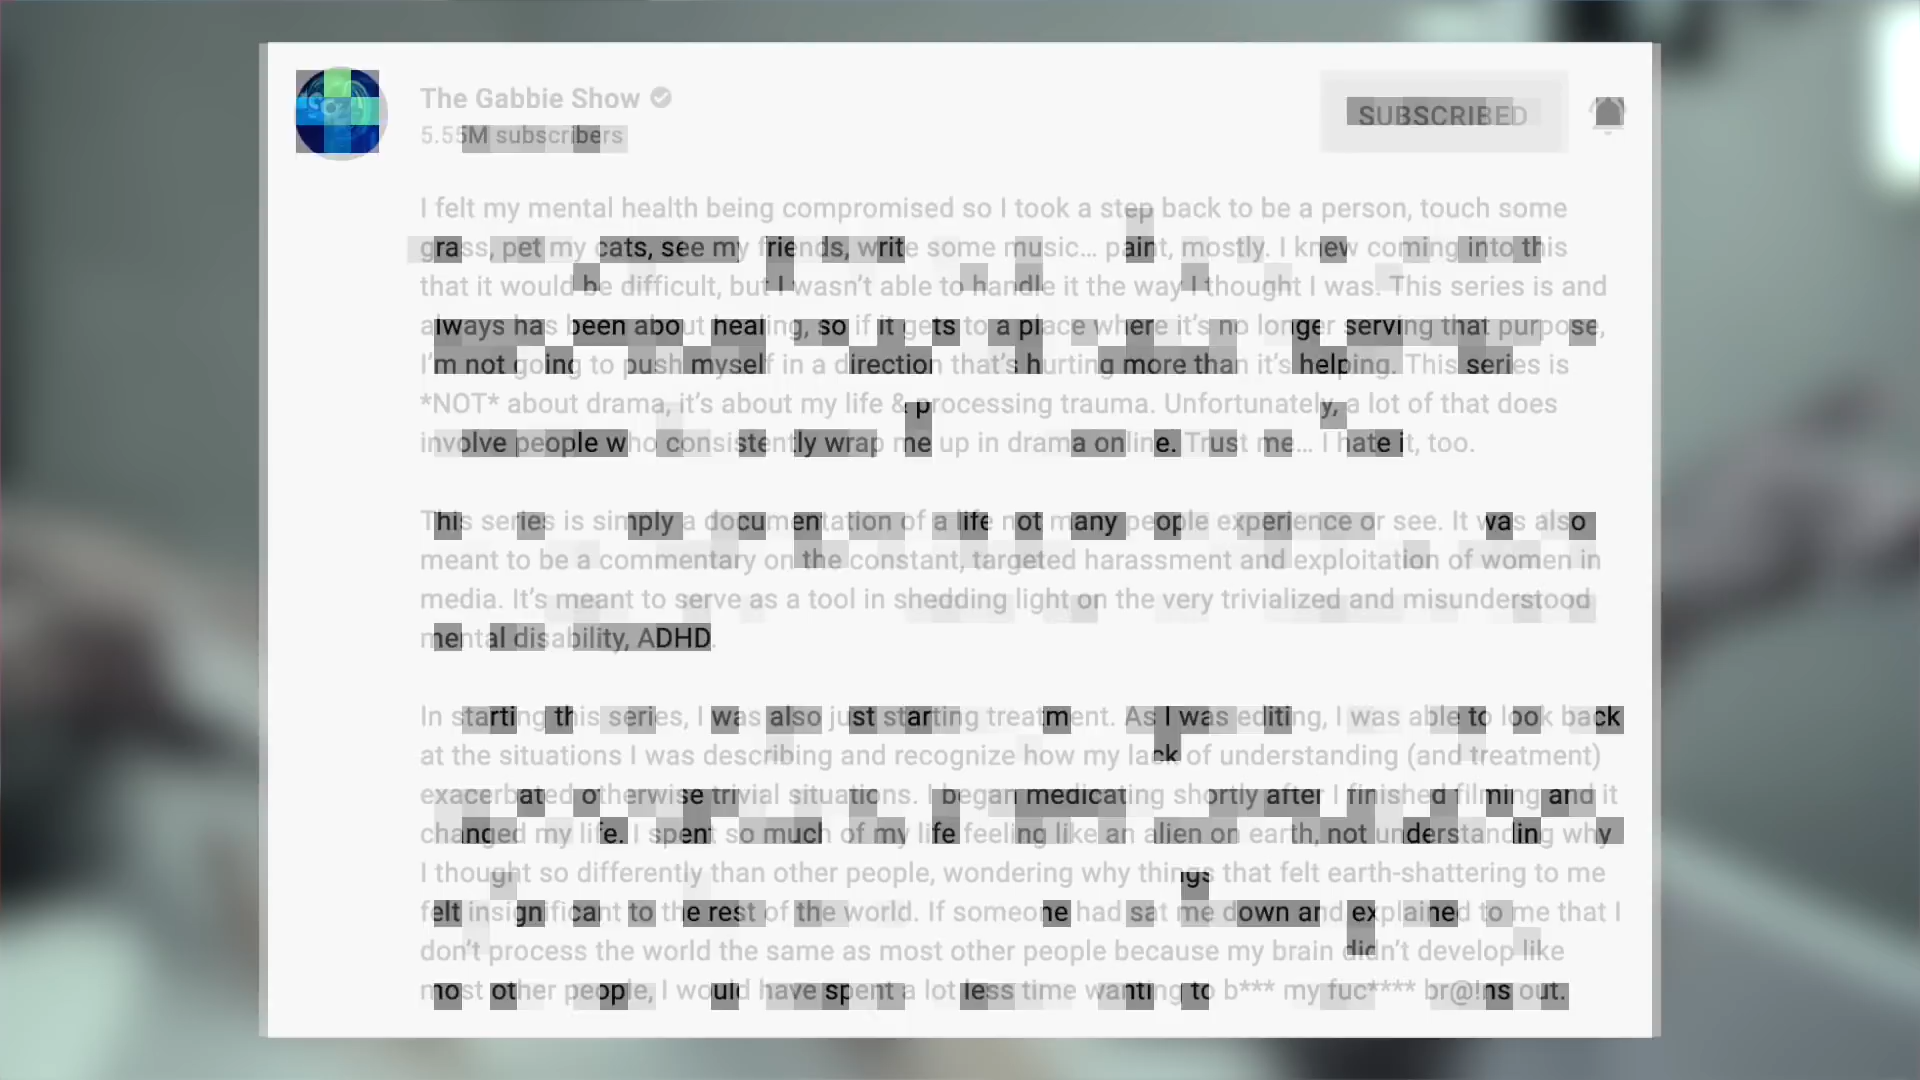 The Gabbie Show
5.55M subscribers
SUBSCRIBED
I felt my mental health being compromised so I took a step back to be a person, touch some
grass, pet my cats, see my friends, write some music... paint, mostly. I knew coming into this
that it would be difficult, but I wasn't able to handle it the way I thought I was. This series is and
always has been about healing, so if it gets to a place where it's no longer serving that purpose,
I'm not going to push myself in a direction that's hurting more than it's helping. This series is
*NOT* about drama, it's about my life & processing trauma. Unfortunately, a lot of that does
involve people who consistently wrap me up in drama online. Trust me... I hate it, too.
This series is simply a documentation of a life not many people experience or see. It was also
meant to be a commentary on the constant, targeted harassment and exploitation of women in
media. It's meant to serve as a tool in shedding light on the very trivialized and misunderstood
mental disability, ADHD.
In starting this series, I was also just starting treatment. As I was editing, I was able to look back
at the situations I was describing and recognize how my lack of understanding (and treatment)
exacerbated otherwise trivial situations. I began medicating shortly after I finished filming and it
changed my life. I spent so much of my life feeling like an alien on earth, not understanding why
I thought so differently than other people, wondering why things that felt earth-shattering to me
felt insignificant to the rest of the world. If someone had sat me down and explained to me that I
don't process the world the same as most other people because my brain didn't develop like
most other people, I would have spent a lot less time wanting to b*** my fuc**** br@!ns out.